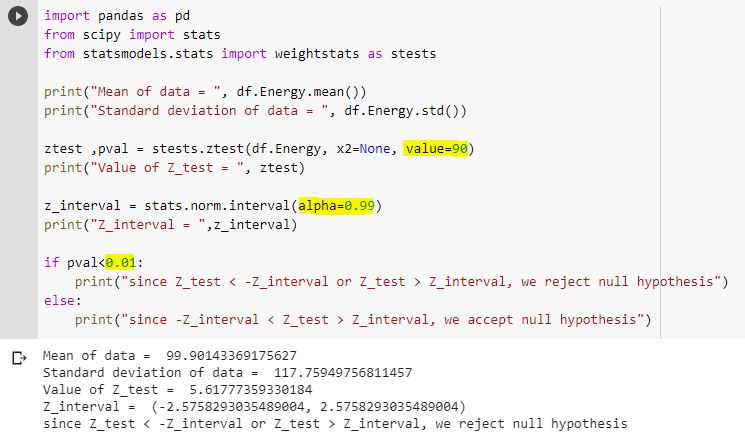 import pandas as pd
from scipy import stats
from statsmodels.stats import weightstats as stests
print("Mean of data = ", df.Energy.mean())
print("Standard deviation of data = ", df.Energy.std())
ztest ,pval = stests.ztest(df.Energy, x2=None, value=90)
print("Value of Z_test = ", ztest)
z_interval = stats.norm.interval(alpha=0.99)
print("Z_interval = ",z_interval)
if pval<0.01:
    print("since Z_test < -Z_interval or Z_test > Z_interval, we reject null hypothesis")
else:
    print("since -Z_interval < Z_test > Z_interval, we accept null hypothesis")
Mean of data =  99.90143369175627
Standard deviation of data =  117.75949756811457
Value of Z_test =  5.61777359330184
Z_interval =  (-2.5758293035489004, 2.5758293035489004)
since Z_test < -Z_interval or Z_test > Z_interval, we reject null hypothesis